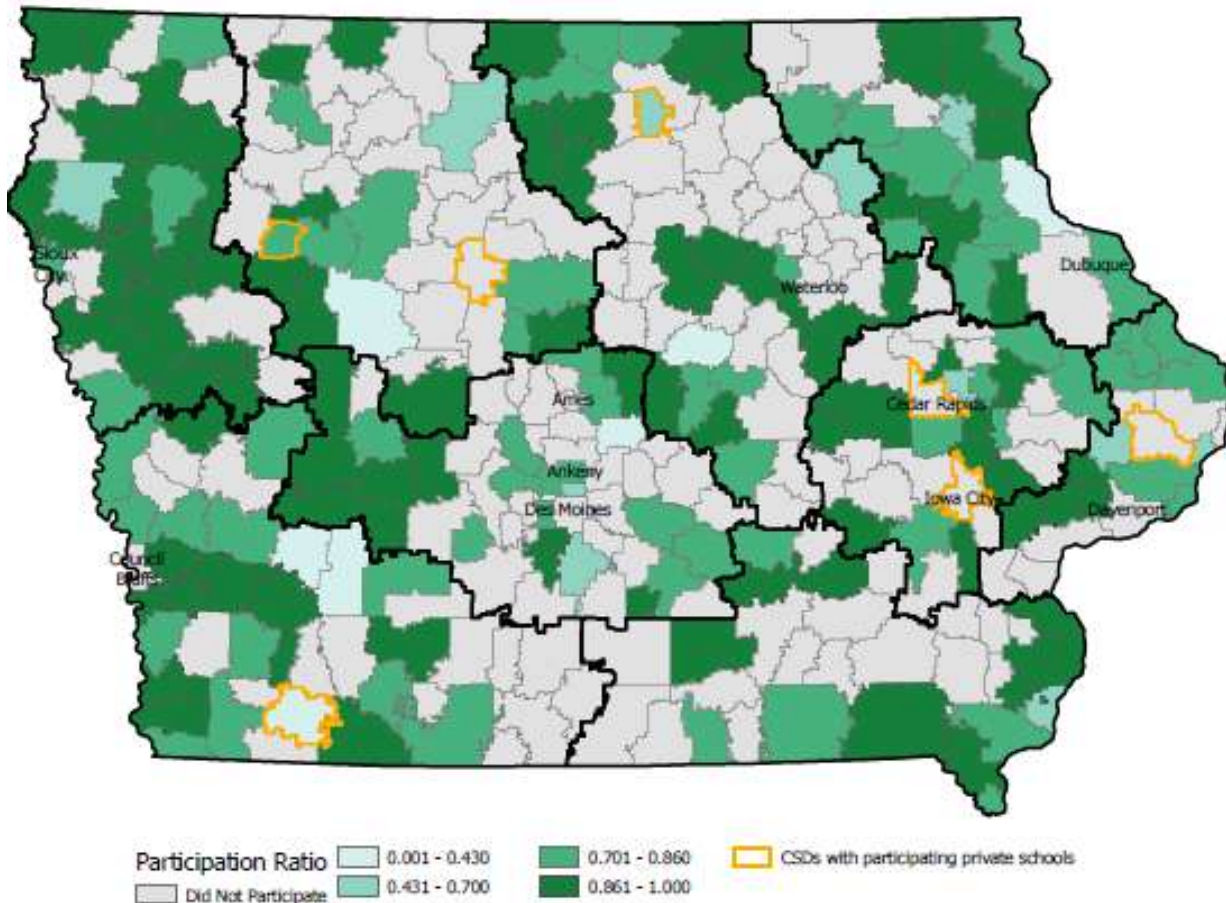 Sioux
City
Dubuque
Waterloo
Ames
Cedar Rapids
Ankeny
Des Moines
Iowa City
Davenport
Council
Bluffs
Participation Ratio
0.001 - 0.430
0.701 - 0.860
CSDs with participating private schools
Did Not Participate
0.431 - 0.700
0.861 - 1.000